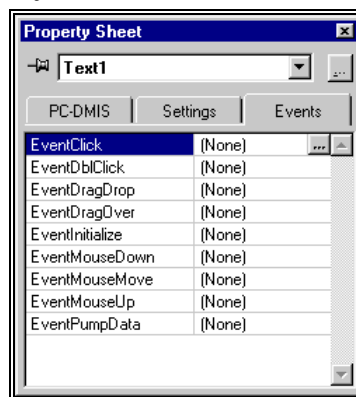 Property Sheet
Text1
...
PC-DMIS Settings Events
EventClick (None) ...
EventDblClick (None)
EventDragDrop (None)
EventDragOver (None)
EventInitialize (None)
EventMouseDown (None)
EventMouseMove (None)
EventMouseUp (None)
EventPumpData (None)